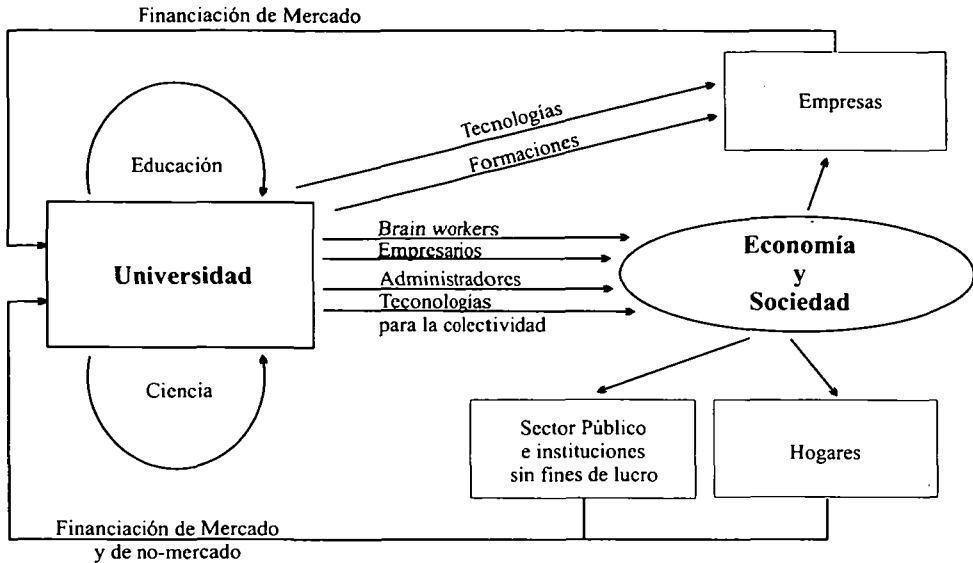 Financiación de Mercado
Empresas
Tecnologías
Formaciones
Educación
Universidad
Brain workers
Empresarios
Administradores
Teconologías
para la colectividad
Economía
y
Sociedad
Ciencia
Sector Público
e instituciones
sin fines de lucro
Hogares
Financiación de Mercado
y de no-mercado